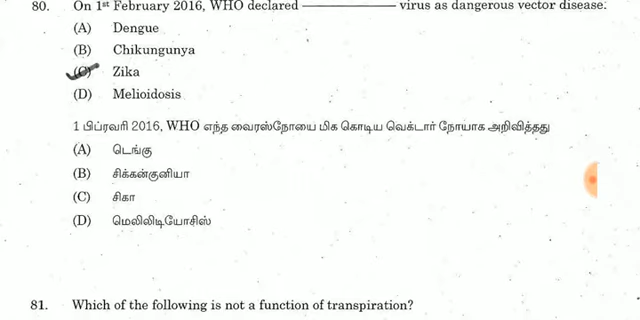 80. On 1st February 2016, WHO declared ———————— virus as dangerous vector disease.
(A) Dengue
(B) Chikungunya
(C) Zika
(D) Melioidosis
1 பிப்ரவரி 2016, WHO எந்த வைரஸ்நோயை மிக கொடிய வெக்டார் நோயாக அறிவித்தது
(A) டெங்கு
(B) சிக்கன்குனியா
(C) சிகா
(D) மெலிலிடியோசிஸ்
81. Which of the following is not a function of transpiration?